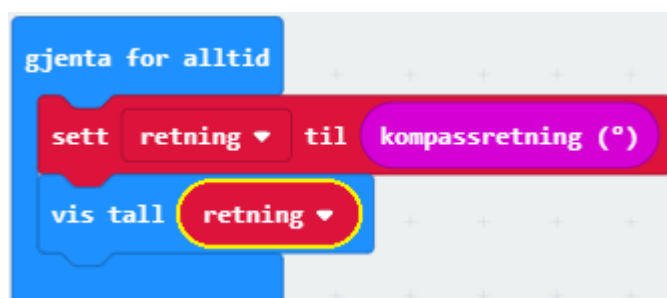 gjenta for alltid
sett retning til kompassretning (°)
vis tall retning